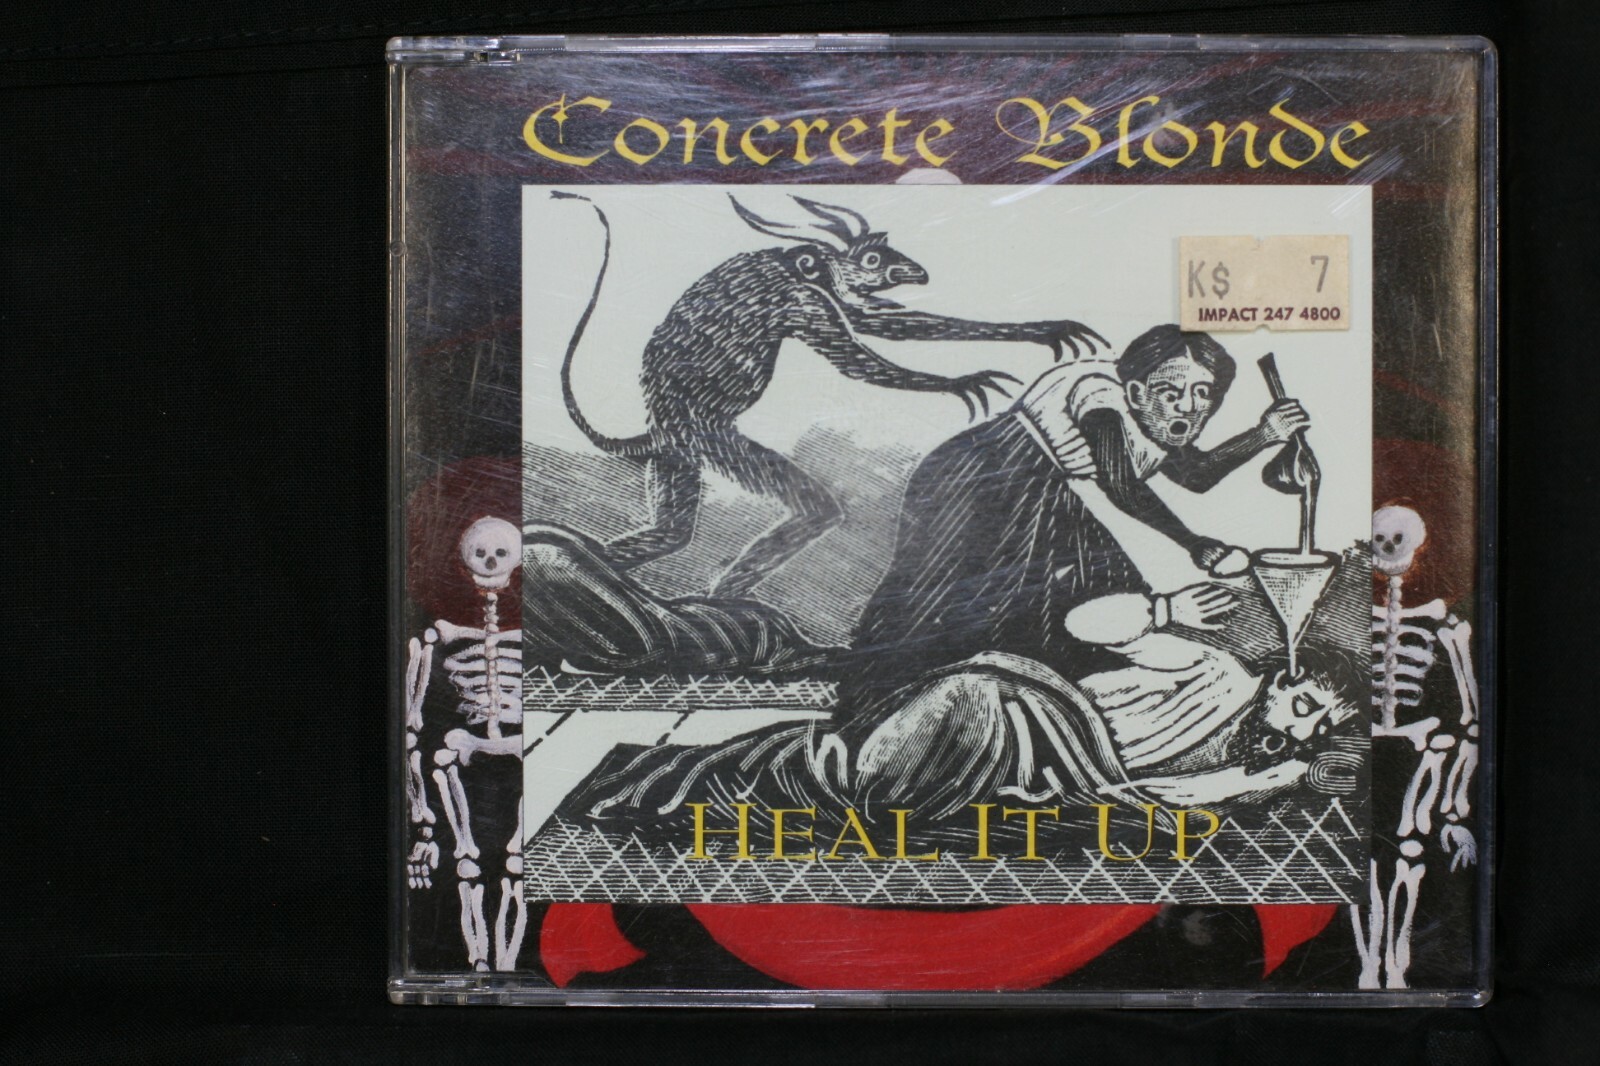 Concrete Blonde
K$ 7
IMPACT 247 4800
HEAL IT UP